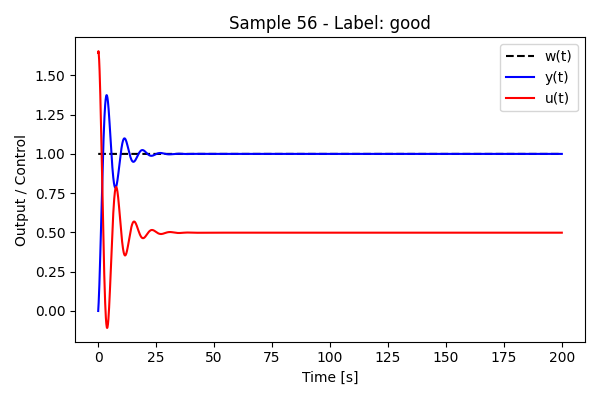 Sample 56 - Label: good
w(t)
y(t)
u(t)
Output / Control
1.50
1.25
1.00
0.75
0.50
0.25
0.00
0 25 50 75 100 125 150 175 200
Time [s]